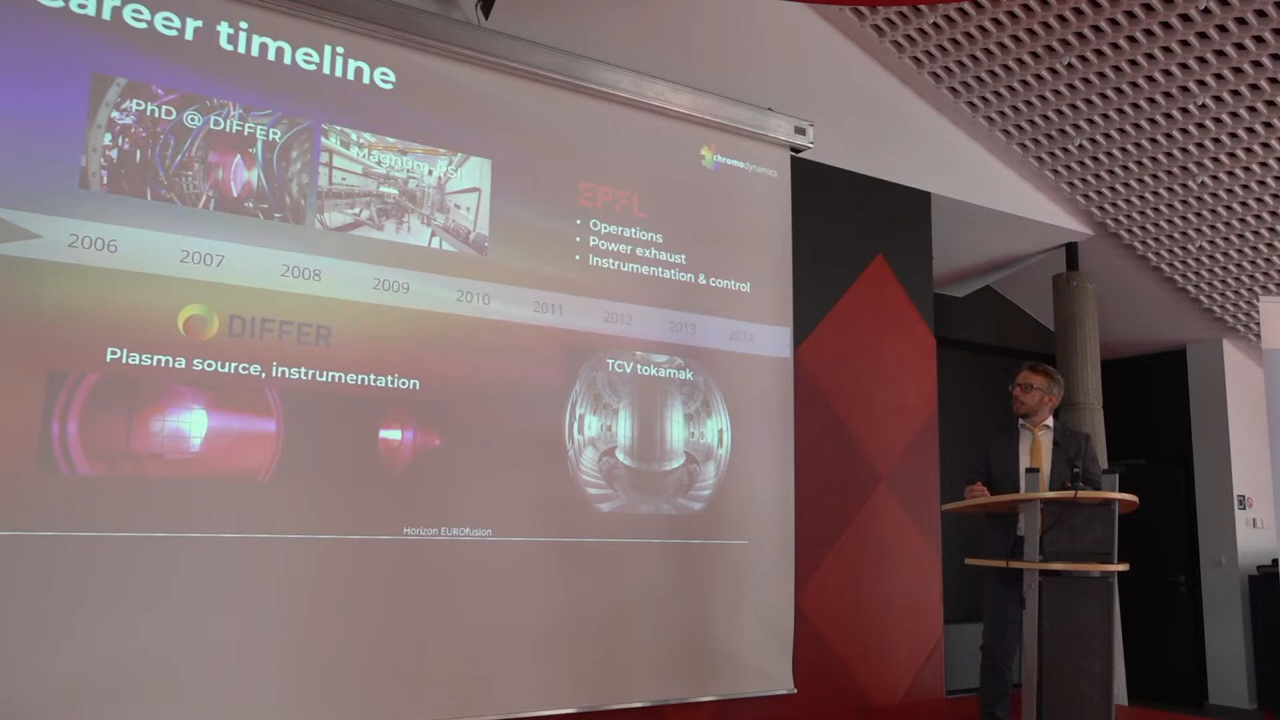 Career timeline
PhD @ DIFFER
Magnum-PSI
chromodynamics
EPFL
• Operations
• Power exhaust
• Instrumentation & control
2006 2007 2008 2009 2010 2011 2012 2013 2014
DIFFER
Plasma source, instrumentation
TCV tokamak
Horizon EUROfusion